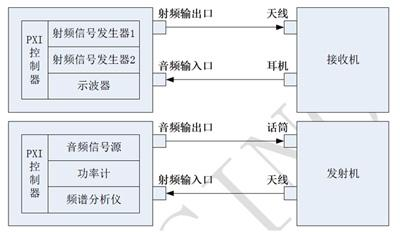 PXI控制器
射频信号发生器1
射频信号发生器2
示波器
射频输出口
天线
音频输入口
耳机
接收机
PXI控制器
音频信号源
功率计
频谱分析仪
音频输出口
话筒
射频输入口
天线
发射机